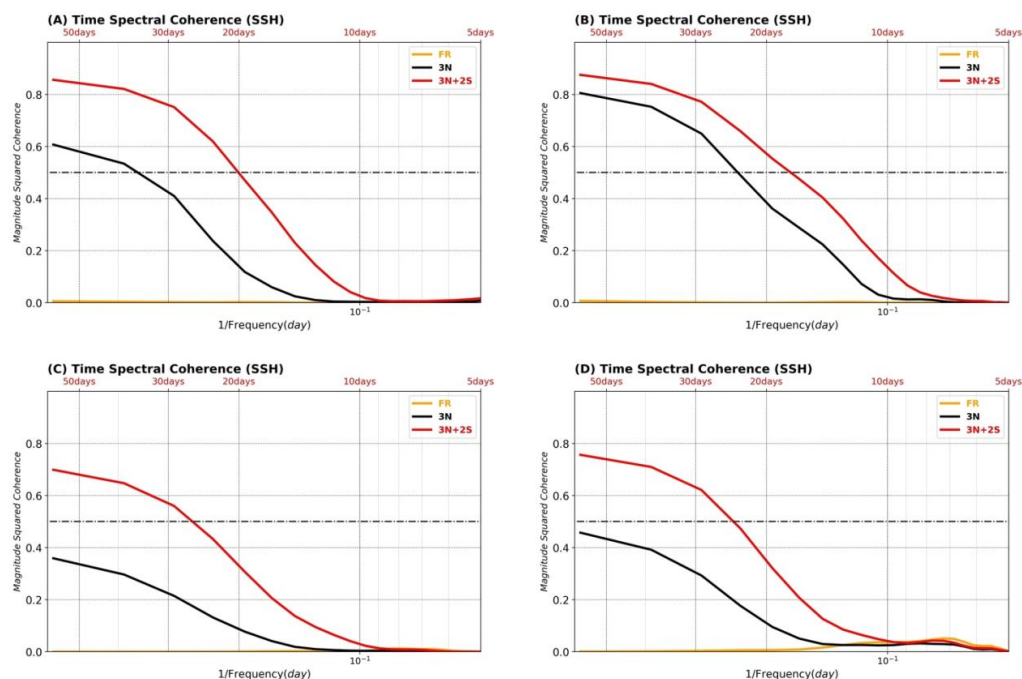 (A) Time Spectral Coherence (SSH)
50days 30days 20days 10days 5days
FR
3N
3N+2S
0.8
0.6
0.4
0.2
0.0
Magnitude Squared Coherence
10⁻¹
1/Frequency(day)
(B) Time Spectral Coherence (SSH)
50days 30days 20days 10days 5days
FR
3N
3N+2S
0.8
0.6
0.4
0.2
0.0
Magnitude Squared Coherence
10⁻¹
1/Frequency(day)
(C) Time Spectral Coherence (SSH)
50days 30days 20days 10days 5days
FR
3N
3N+2S
0.8
0.6
0.4
0.2
0.0
Magnitude Squared Coherence
10⁻¹
1/Frequency(day)
(D) Time Spectral Coherence (SSH)
50days 30days 20days 10days 5days
FR
3N
3N+2S
0.8
0.6
0.4
0.2
0.0
Magnitude Squared Coherence
10⁻¹
1/Frequency(day)